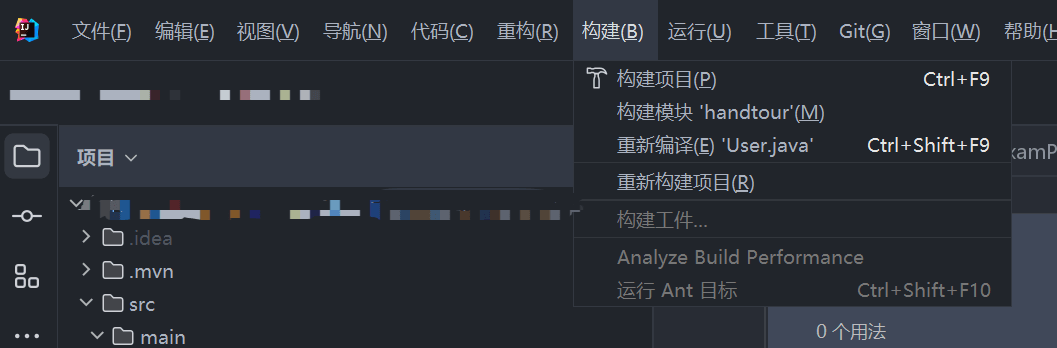 文件(F) 编辑(E) 视图(V) 导航(N) 代码(C) 重构(R) 构建(B) 运行(U) 工具(T) Git(G) 窗口(W) 帮助(H
构建项目(P) Ctrl+F9
构建模块 'handtour'(M)
重新编译(E) 'User.java' Ctrl+Shift+F9
重新构建项目(R)
构建工件...
Analyze Build Performance
运行 Ant 目标 Ctrl+Shift+F10
项目
.idea
.mvn
src
main
xamP
0 个用法